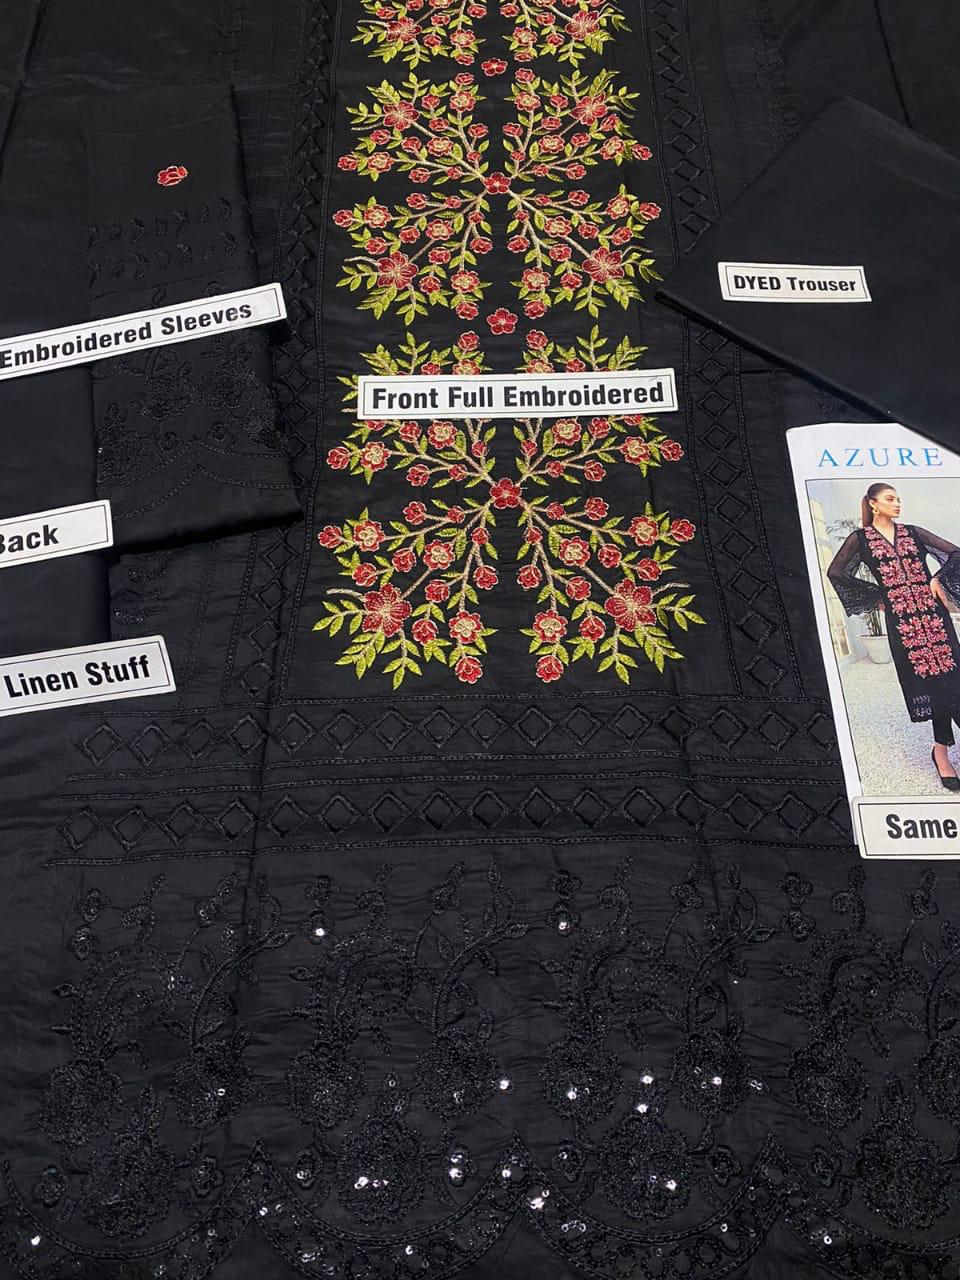 DYED Trouser
Embroidered Sleeves
Front Full Embroidered
AZURE
Back
Linen Stuff
Same